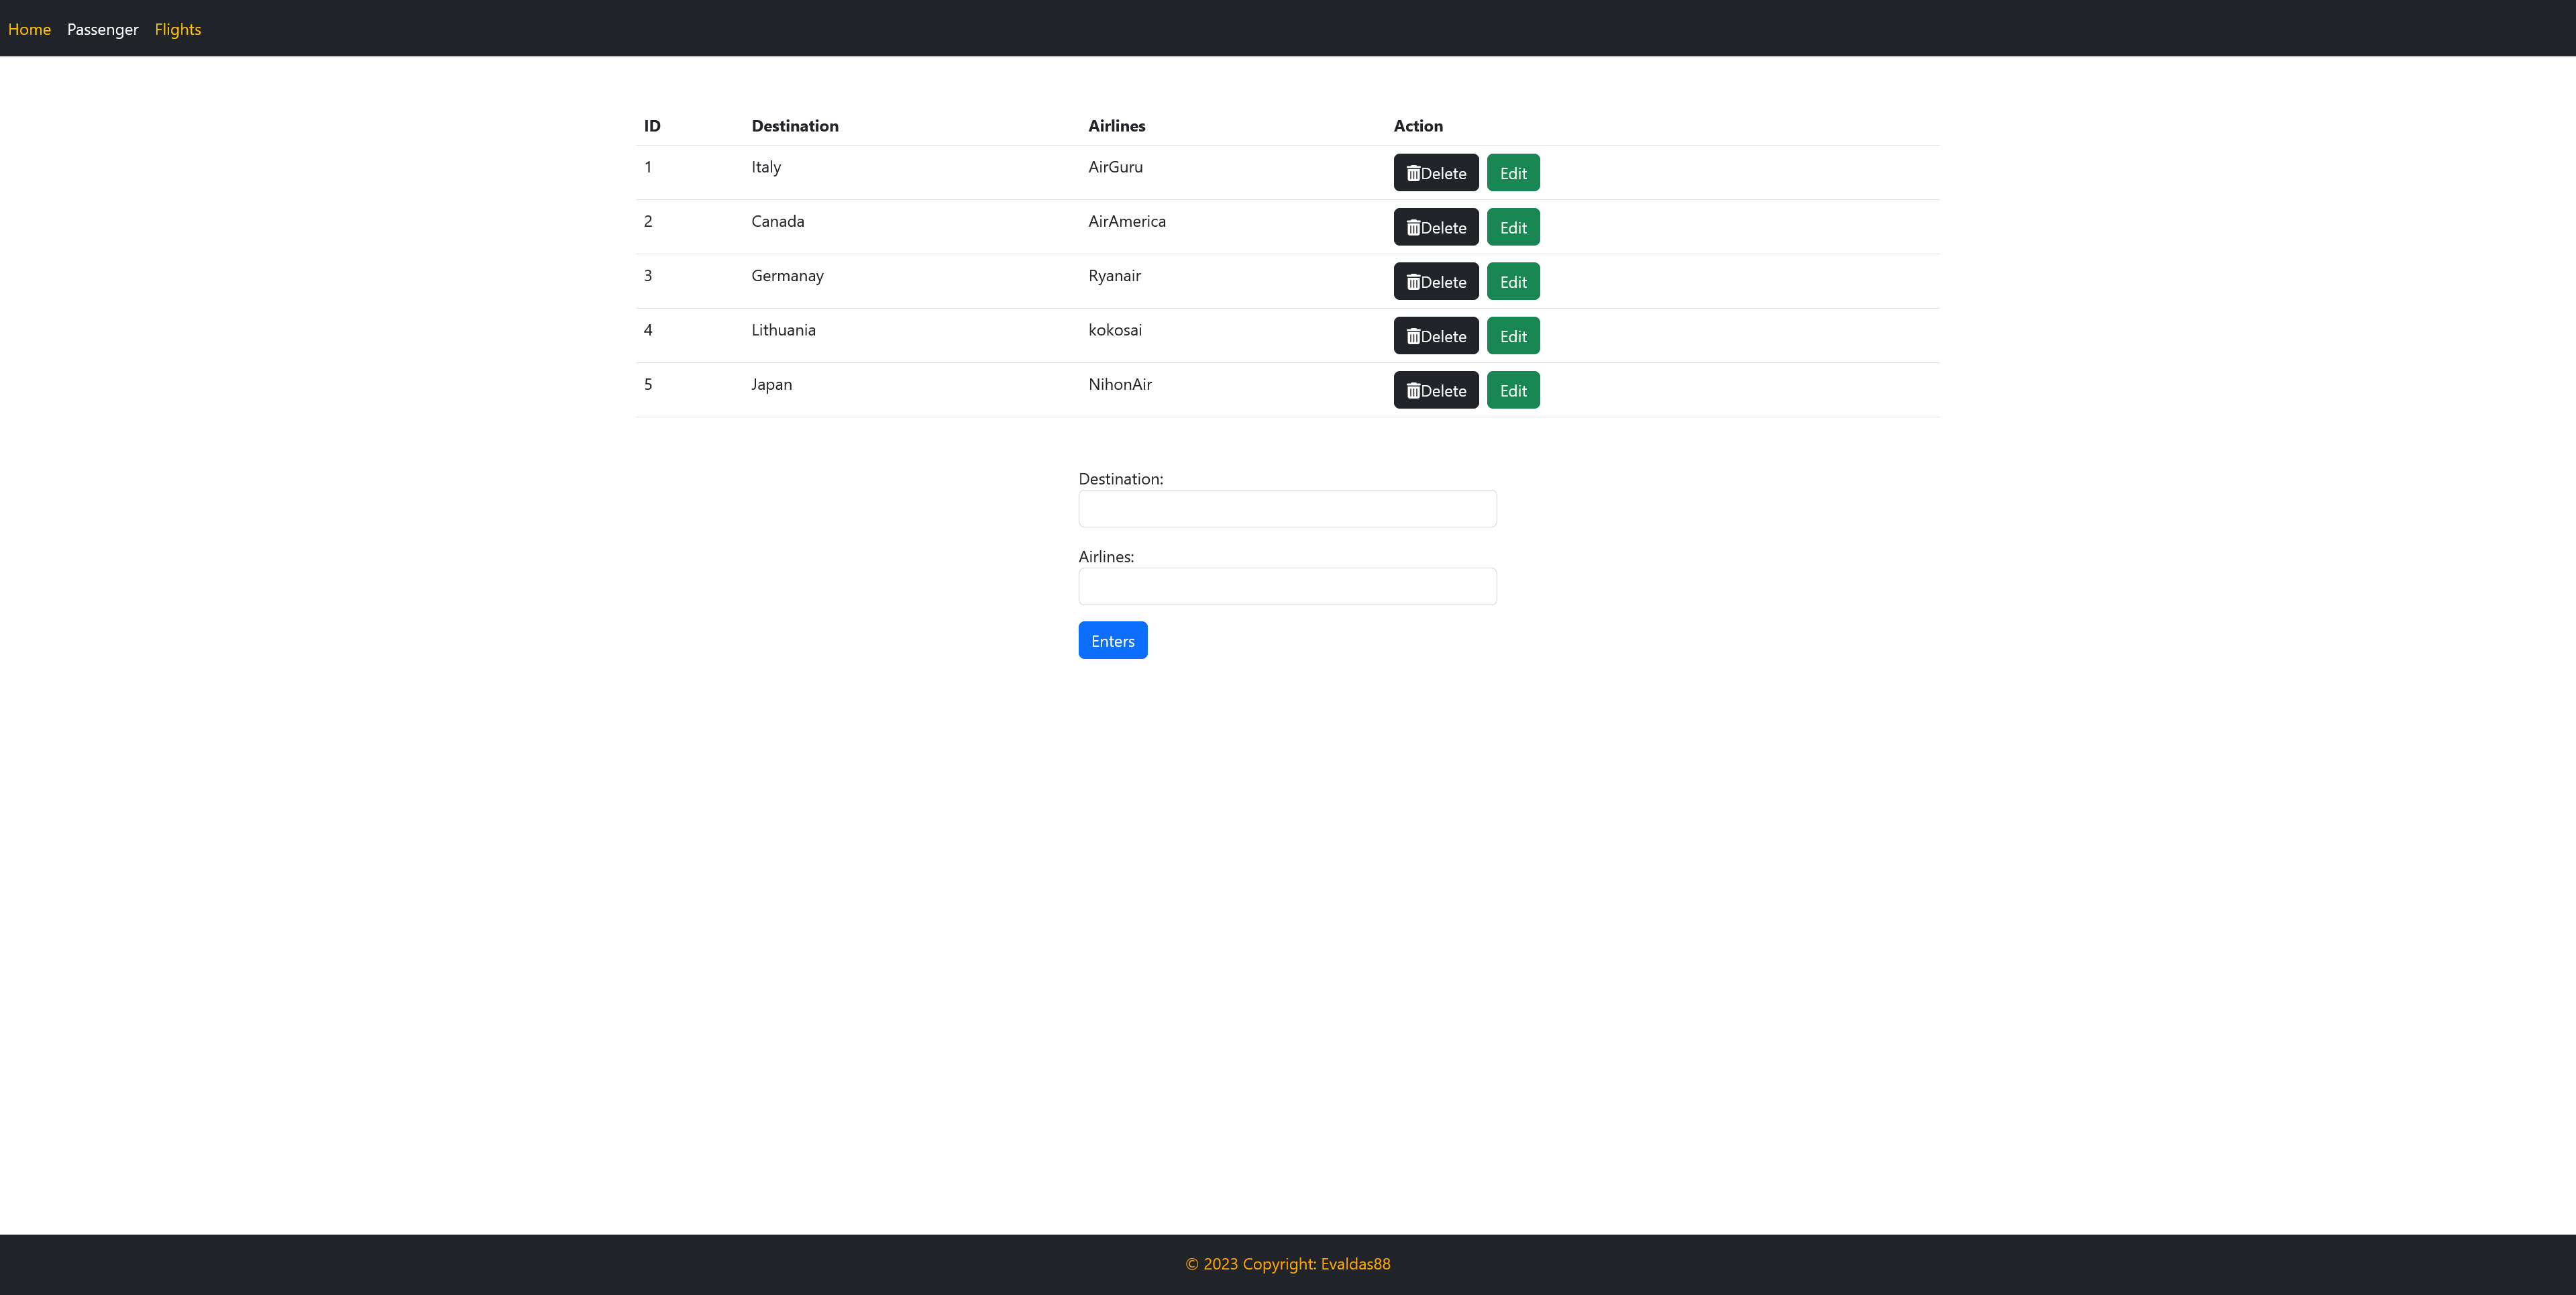 Home Passenger Flights
ID Destination Airlines Action
1 Italy AirGuru Delete Edit
2 Canada AirAmerica Delete Edit
3 Germanay Ryanair Delete Edit
4 Lithuania kokosai Delete Edit
5 Japan NihonAir Delete Edit
Destination:
Airlines:
Enters
© 2023 Copyright: Evaldas88